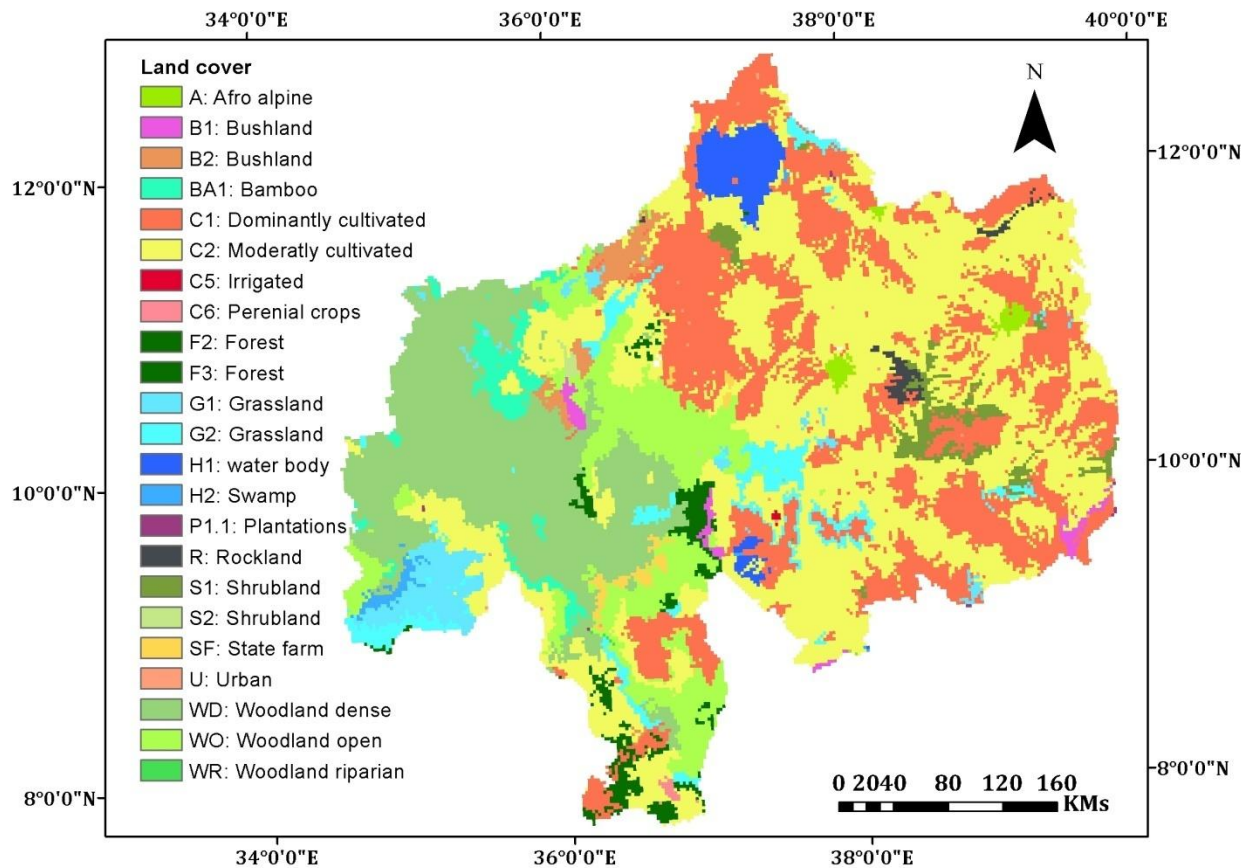 34°0'0"E 36°0'0"E 38°0'0"E 40°0'0"E
Land cover
A: Afro alpine
B1: Bushland
B2: Bushland
BA1: Bamboo
C1: Dominantly cultivated
C2: Moderatly cultivated
C5: Irrigated
C6: Perenial crops
F2: Forest
F3: Forest
G1: Grassland
G2: Grassland
H1: water body
H2: Swamp
P1.1: Plantations
R: Rockland
S1: Shrubland
S2: Shrubland
SF: State farm
U: Urban
WD: Woodland dense
WO: Woodland open
WR: Woodland riparian
N
12°0'0"N
10°0'0"N
8°0'0"N
12°0'0"N
10°0'0"N
8°0'0"N
0 2040 80 120 160
KMs
34°0'0"E 36°0'0"E 38°0'0"E